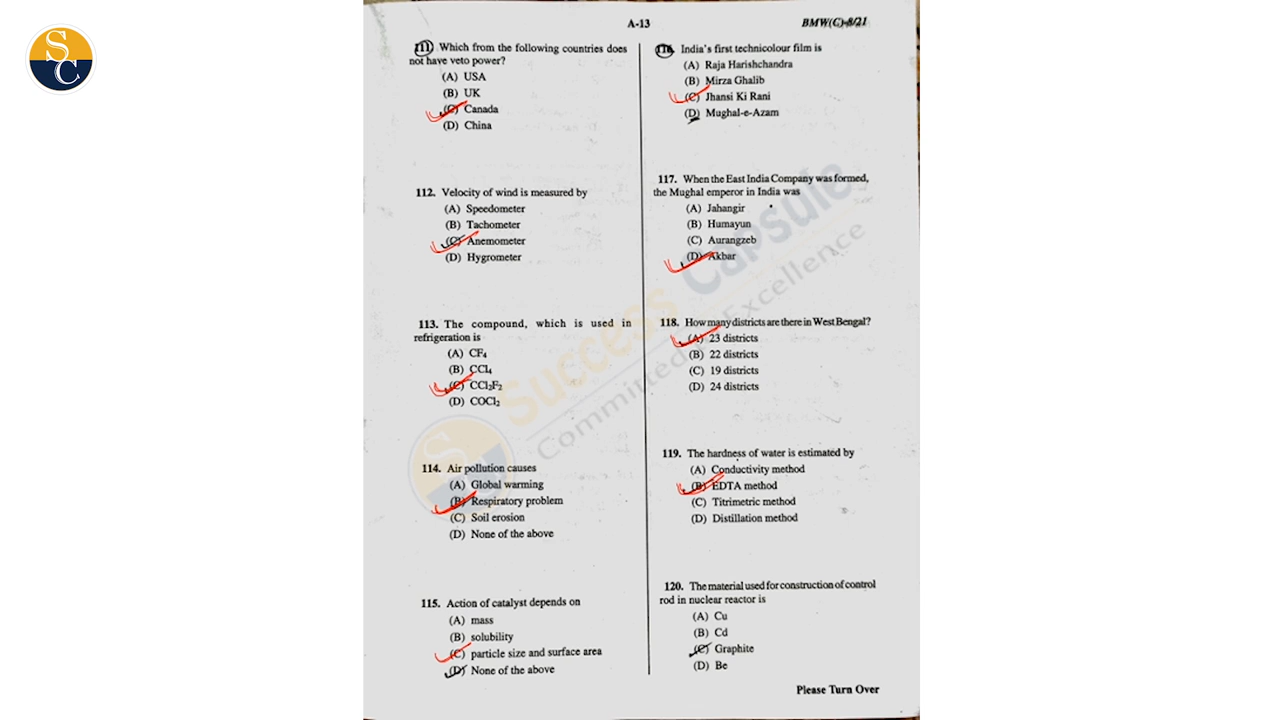 S
C
A-13
BMW(C)-8/21
111. Which from the following countries does
not have veto power?
(A) USA
(B) UK
(C) Canada
(D) China
112. Velocity of wind is measured by
(A) Speedometer
(B) Tachometer
(C) Anemometer
(D) Hygrometer
113. The compound, which is used in
refrigeration is
(A) CF₄
(B) CCl₄
(C) CCl₂F₂
(D) COCl₂
114. Air pollution causes
(A) Global warming
(B) Respiratory problem
(C) Soil erosion
(D) None of the above
115. Action of catalyst depends on
(A) mass
(B) solubility
(C) particle size and surface area
(D) None of the above
116. India's first technicolour film is
(A) Raja Harishchandra
(B) Mirza Ghalib
(C) Jhansi Ki Rani
(D) Mughal-e-Azam
117. When the East India Company was formed,
the Mughal emperor in India was
(A) Jahangir
(B) Humayun
(C) Aurangzeb
(D) Akbar
118. How many districts are there in West Bengal?
(A) 23 districts
(B) 22 districts
(C) 19 districts
(D) 24 districts
119. The hardness of water is estimated by
(A) Conductivity method
(B) EDTA method
(C) Titrimetric method
(D) Distillation method
120. The material used for construction of control
rod in nuclear reactor is
(A) Cu
(B) Cd
(C) Graphite
(D) Be
Please Turn Over
Success Capsule
Committed to Excellence